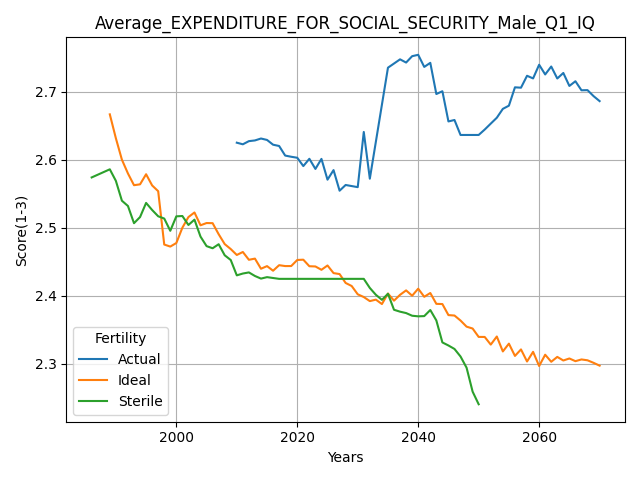 Average_EXPENDITURE_FOR_SOCIAL_SECURITY_Male_Q1_IQ
2.7
2.6
2.5
2.4
2.3
Score(1-3)
Fertility
Actual
Ideal
Sterile
2000
2020
2040
2060
Years